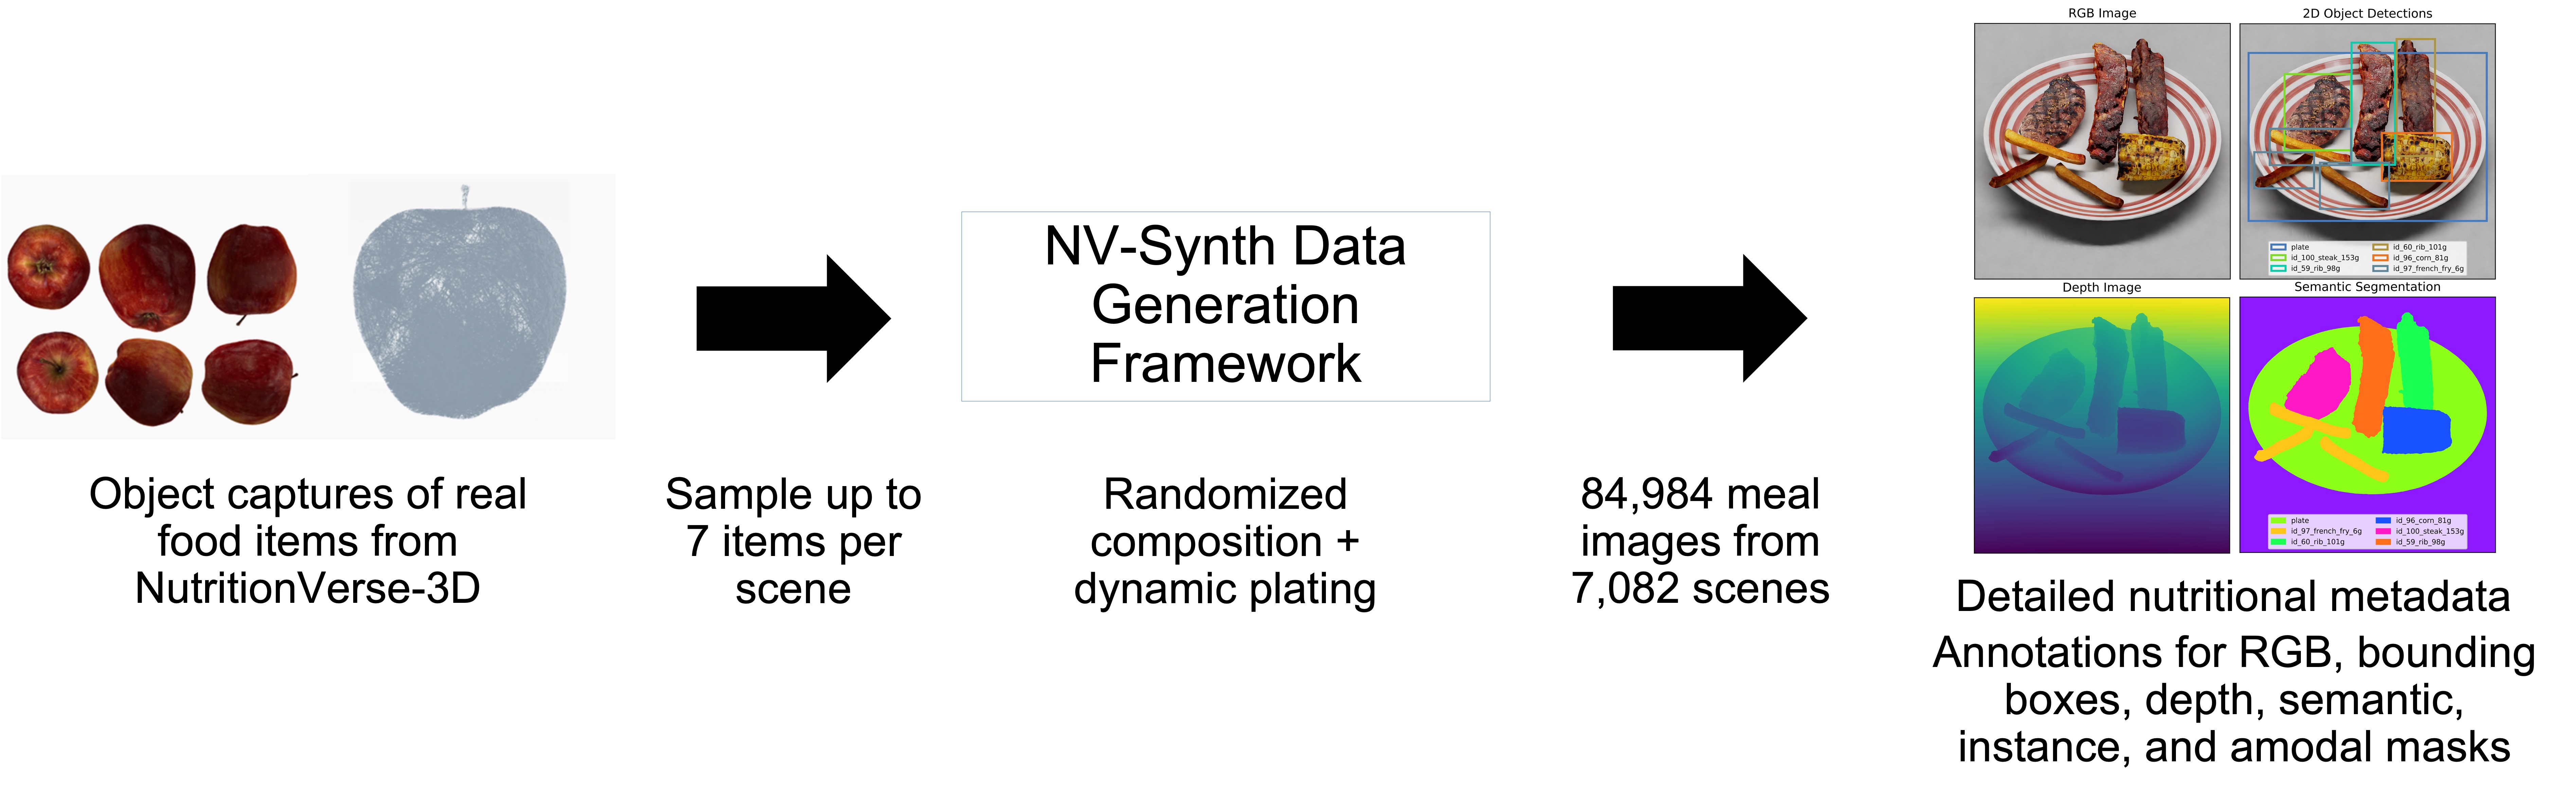 Object captures of real
food items from
NutritionVerse-3D
Sample up to
7 items per
scene
NV-Synth Data
Generation
Framework
Randomized
composition +
dynamic plating
84,984 meal
images from
7,082 scenes
RGB Image
2D Object Detections
plate
id_100_steak_153g
id_59_rib_98g
id_60_rib_101g
id_96_corn_81g
id_97_french_fry_6g
Depth Image
Semantic Segmentation
plate
id_97_french_fry_6g
id_60_rib_101g
id_96_corn_81g
id_100_steak_153g
id_59_rib_98g
Detailed nutritional metadata
Annotations for RGB, bounding
boxes, depth, semantic,
instance, and amodal masks